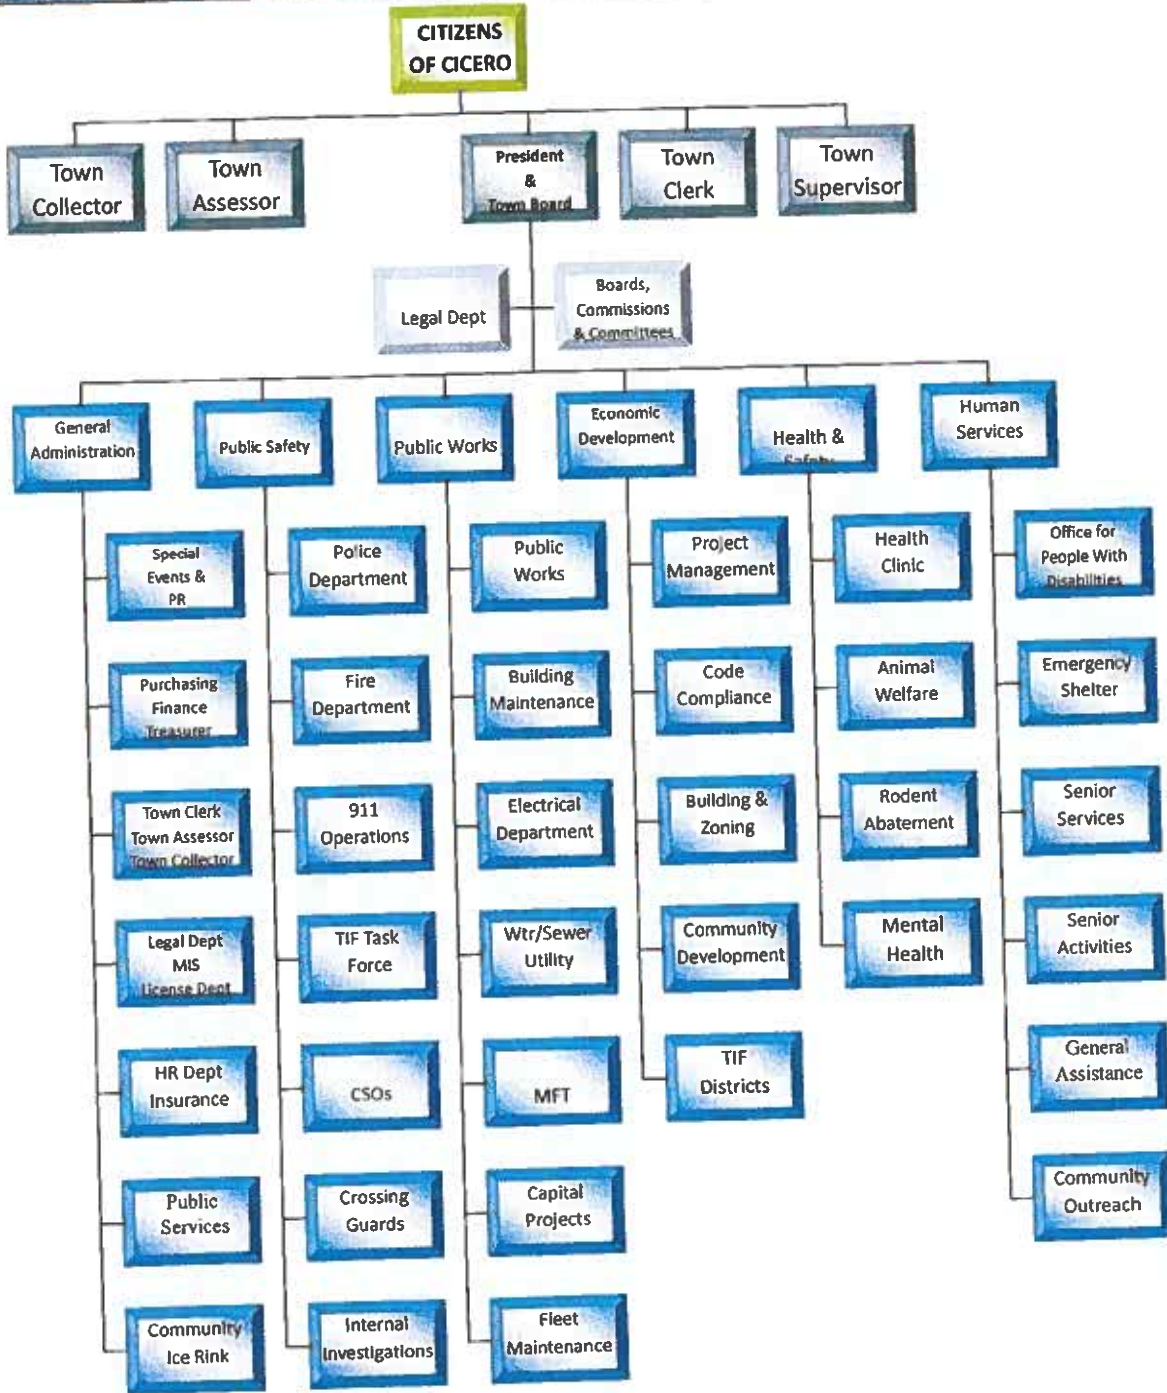 CITIZENS
OF CICERO
Town
Collector
Town
Assessor
President
&
Town Board
Town
Clerk
Town
Supervisor
Legal Dept
Boards,
Commissions
& Committees
General
Administration
Public Safety
Public Works
Economic
Development
Health &
Safety
Human
Services
Special
Events &
PR
Purchasing
Finance
Treasurer
Town Clerk
Town Assessor
Town Collector
Legal Dept
MIS
License Dept
HR Dept
Insurance
Public
Services
Community
Ice Rink
Police
Department
Fire
Department
911
Operations
TIF Task
Force
CSOs
Crossing
Guards
Internal
Investigations
Public
Works
Building
Maintenance
Electrical
Department
Wtr/Sewer
Utility
MFT
Capital
Projects
Fleet
Maintenance
Project
Management
Code
Compliance
Building &
Zoning
Community
Development
TIF
Districts
Health
Clinic
Animal
Welfare
Rodent
Abatement
Mental
Health
Office for
People With
Disabilities
Emergency
Shelter
Senior
Services
Senior
Activities
General
Assistance
Community
Outreach